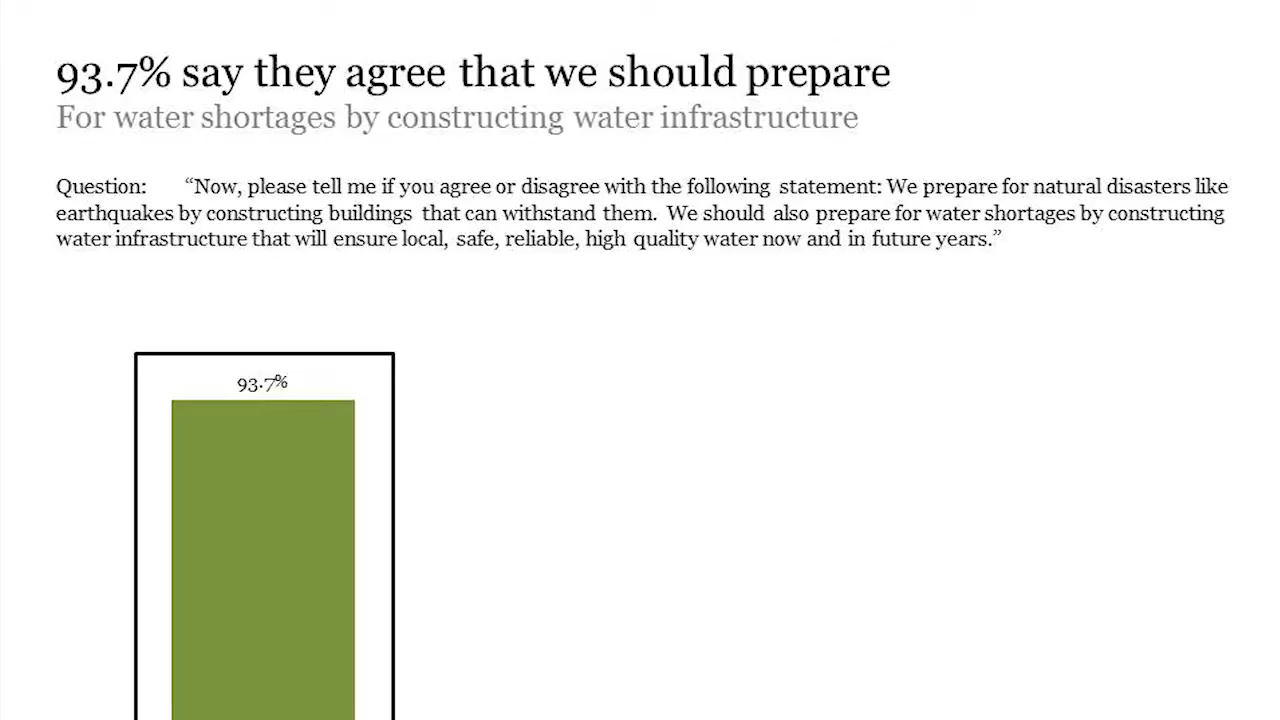 93.7% say they agree that we should prepare
For water shortages by constructing water infrastructure
Question: “Now, please tell me if you agree or disagree with the following statement: We prepare for natural disasters like
earthquakes by constructing buildings that can withstand them. We should also prepare for water shortages by constructing
water infrastructure that will ensure local, safe, reliable, high quality water now and in future years.”
93.7%